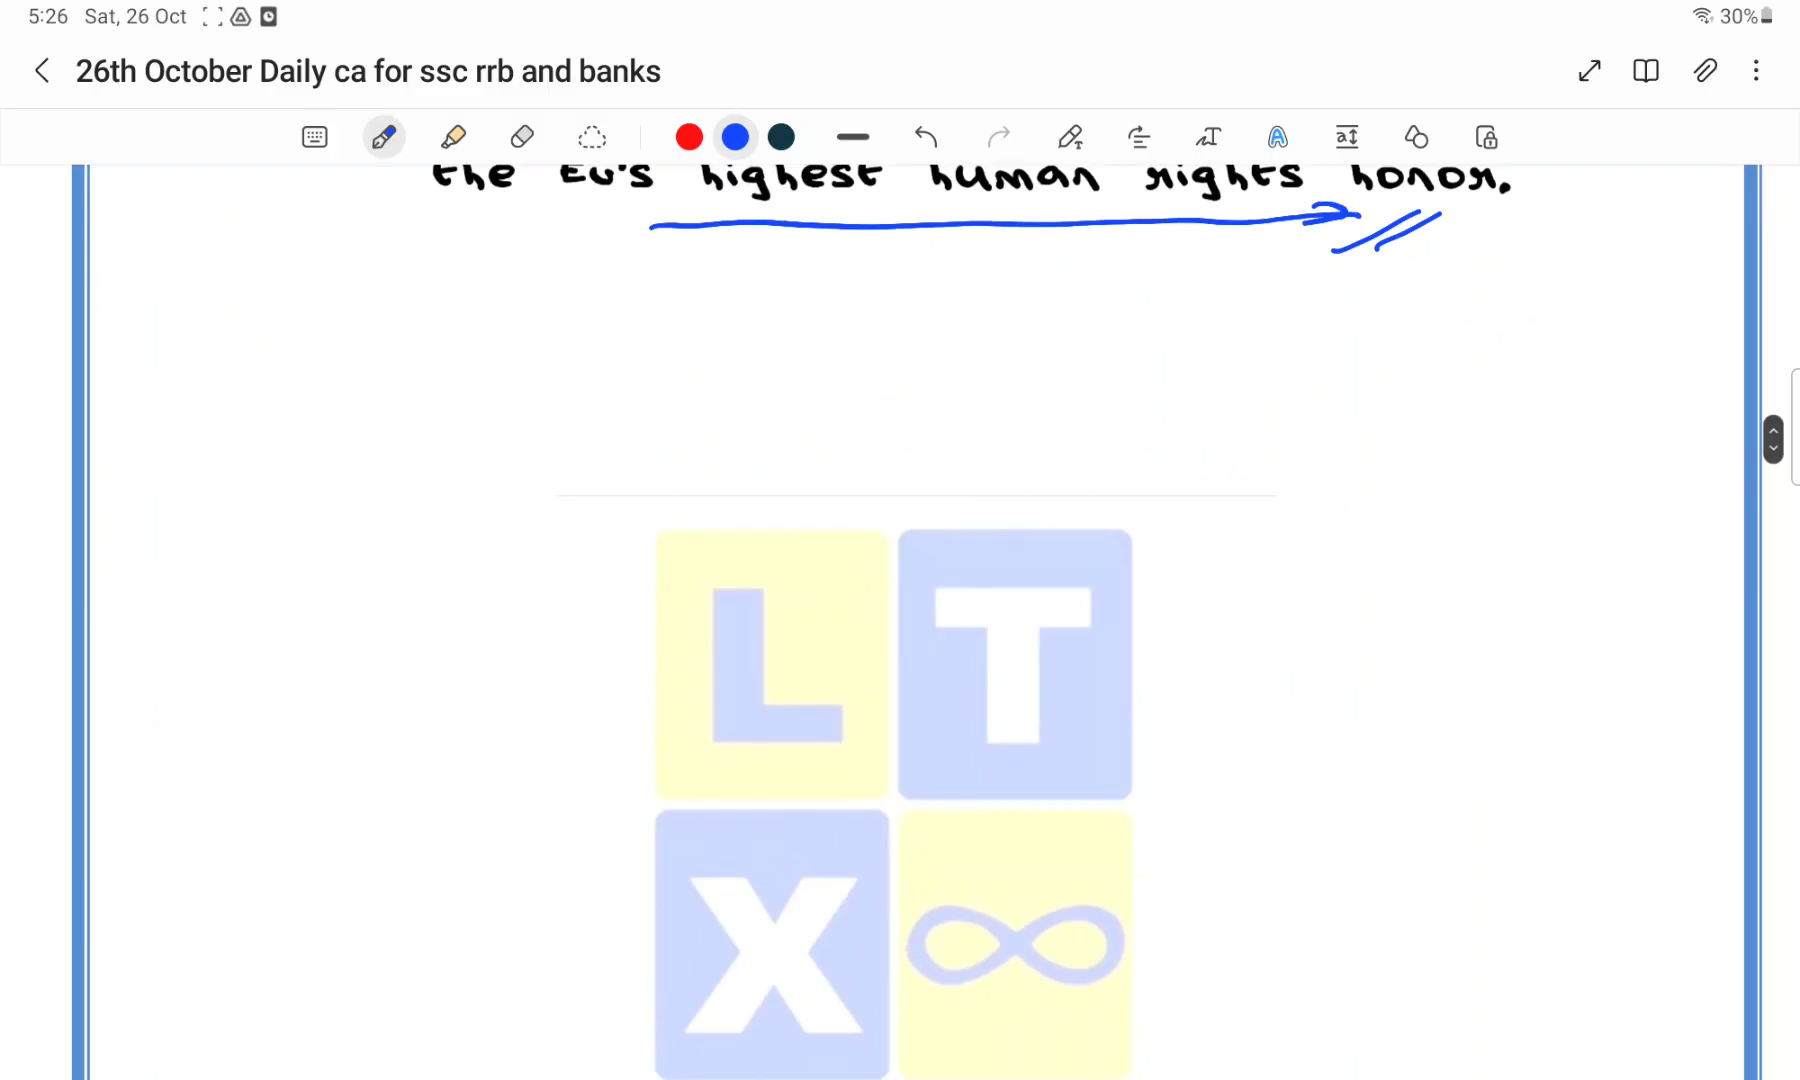 5:26 Sat, 26 Oct
30%
26th October Daily ca for ssc rrb and banks
the EU's highest human rights honor.
L T
X ∞